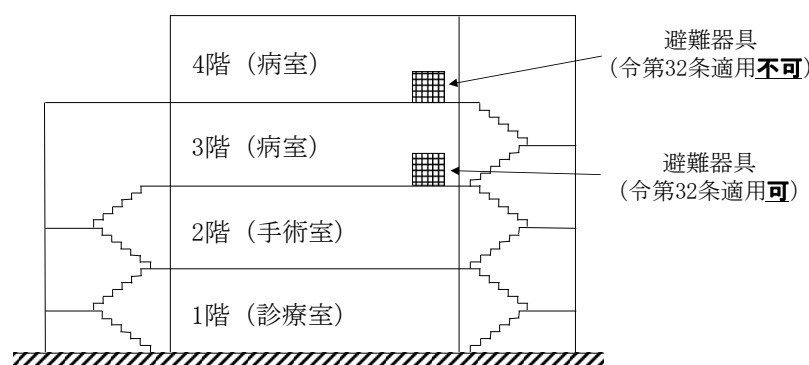 4階（病室）
避難器具
（令第32条適用不可）
3階（病室）
避難器具
（令第32条適用可）
2階（手術室）
1階（診療室）